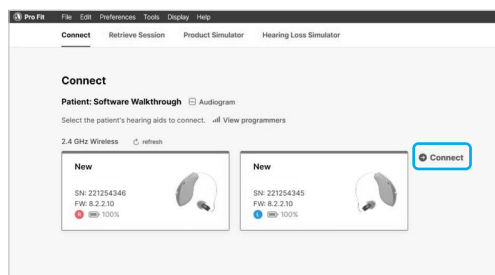 Pro Fit File Edit Preferences Tools Display Help
Connect Retrieve Session Product Simulator Hearing Loss Simulator
Connect
Patient: Software Walkthrough Audiogram
Select the patient's hearing aids to connect. View programmers
2.4 GHz Wireless refresh
New
SN: 221254346
FW: 8.2.2.10
R 100%
New
SN: 221254345
FW: 8.2.2.10
L 100%
Connect